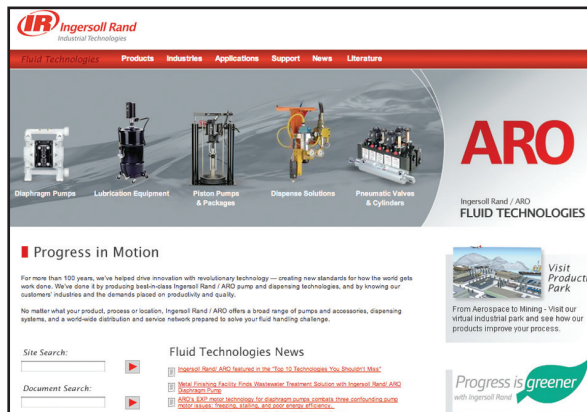 IR Ingersoll Rand
Industrial Technologies
Fluid Technologies Products Industries Applications Support News Literature
Diaphragm Pumps Lubrication Equipment Piston Pumps & Packages Dispense Solutions Pneumatic Valves & Cylinders
ARO
Ingersoll Rand / ARO
FLUID TECHNOLOGIES
Progress in Motion
For more than 100 years, we've helped drive innovation with revolutionary technology — creating new standards for how the world gets
work done. We've done it by producing best-in-class Ingersoll Rand / ARO pump and dispensing technologies, and by knowing our
customers' industries and the demands placed on productivity and quality.
No matter what your product, process or location, Ingersoll Rand / ARO offers a broad range of pumps and accessories, dispensing
systems, and a world-wide distribution and service network prepared to solve your fluid handling challenge.
Visit
Producti
Park
From Aerospace to Mining - Visit our
virtual industrial park and see how our
products improve your process.
Site Search:
Document Search:
Fluid Technologies News
Ingersoll Rand/ ARO featured in the "Top 10 Technologies You Shouldn't Miss"
Metal Finishing Facility Finds Wastewater Treatment Solution with Ingersoll Rand/ ARO
Diaphragm Pump
ARO's EXP motor technology for diaphragm pumps combats three confounding pump
motor issues: freezing, stalling, and poor energy efficiency.
Progress is greener
with Ingersoll Rand